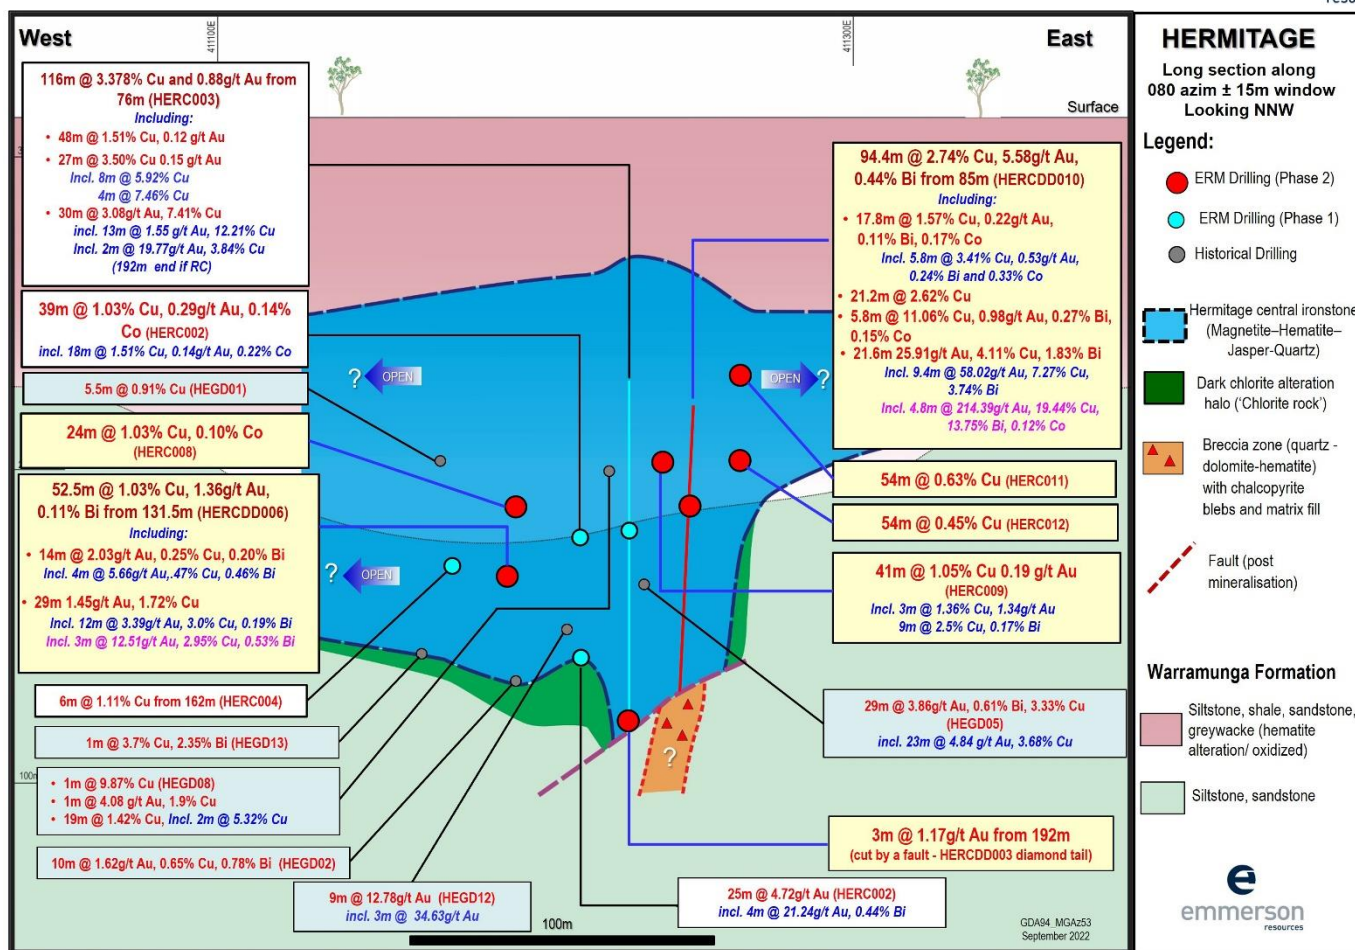 West
411100E
411300E
East
Surface
116m @ 3.378% Cu and 0.88g/t Au from
76m (HERC003)
Including:
• 48m @ 1.51% Cu, 0.12 g/t Au
• 27m @ 3.50% Cu 0.15 g/t Au
Incl. 8m @ 5.92% Cu
4m @ 7.46% Cu
• 30m @ 3.08g/t Au, 7.41% Cu
incl. 13m @ 1.55 g/t Au, 12.21% Cu
Incl. 2m @ 19.77g/t Au, 3.84% Cu
(192m end if RC)
39m @ 1.03% Cu, 0.29g/t Au, 0.14%
Co (HERC002)
incl. 18m @ 1.51% Cu, 0.14g/t Au, 0.22% Co
5.5m @ 0.91% Cu (HEGD01)
24m @ 1.03% Cu, 0.10% Co
(HERC008)
52.5m @ 1.03% Cu, 1.36g/t Au,
0.11% Bi from 131.5m (HERCDD006)
Including:
• 14m @ 2.03g/t Au, 0.25% Cu, 0.20% Bi
Incl. 4m @ 5.66g/t Au,.47% Cu, 0.46% Bi
• 29m 1.45g/t Au, 1.72% Cu
Incl. 12m @ 3.39g/t Au, 3.0% Cu, 0.19% Bi
Incl. 3m @ 12.51g/t Au, 2.95% Cu, 0.53% Bi
6m @ 1.11% Cu from 162m (HERC004)
1m @ 3.7% Cu, 2.35% Bi (HEGD13)
100m
• 1m @ 9.87% Cu (HEGD08)
• 1m @ 4.08 g/t Au, 1.9% Cu
• 19m @ 1.42% Cu, Incl. 2m @ 5.32% Cu
10m @ 1.62g/t Au, 0.65% Cu, 0.78% Bi (HEGD02)
9m @ 12.78g/t Au (HEGD12)
incl. 3m @ 34.63g/t Au
? OPEN
? OPEN
OPEN ?
?
94.4m @ 2.74% Cu, 5.58g/t Au,
0.44% Bi from 85m (HERCDD010)
Including:
• 17.8m @ 1.57% Cu, 0.22g/t Au,
0.11% Bi, 0.17% Co
Incl. 5.8m @ 3.41% Cu, 0.53g/t Au,
0.24% Bi and 0.33% Co
• 21.2m @ 2.62% Cu
• 5.8m @ 11.06% Cu, 0.98g/t Au, 0.27% Bi,
0.15% Co
• 21.6m 25.91g/t Au, 4.11% Cu, 1.83% Bi
Incl. 9.4m @ 58.02g/t Au, 7.27% Cu,
3.74% Bi
Incl. 4.8m @ 214.39g/t Au, 19.44% Cu,
13.75% Bi, 0.12% Co
54m @ 0.63% Cu (HERC011)
54m @ 0.45% Cu (HERC012)
41m @ 1.05% Cu 0.19 g/t Au
(HERC009)
Incl. 3m @ 1.36% Cu, 1.34g/t Au
9m @ 2.5% Cu, 0.17% Bi
29m @ 3.86g/t Au, 0.61% Bi, 3.33% Cu
(HEGD05)
incl. 23m @ 4.84 g/t Au, 3.68% Cu
3m @ 1.17g/t Au from 192m
(cut by a fault - HERCDD003 diamond tail)
25m @ 4.72g/t Au (HERC002)
incl. 4m @ 21.24g/t Au, 0.44% Bi
100m
GDA94_MGAz53
September 2022
HERMITAGE
Long section along
080 azim ± 15m window
Looking NNW
Legend:
ERM Drilling (Phase 2)
ERM Drilling (Phase 1)
Historical Drilling
Hermitage central ironstone
(Magnetite–Hematite–
Jasper-Quartz)
Dark chlorite alteration
halo (‘Chlorite rock’)
Breccia zone (quartz -
dolomite-hematite)
with chalcopyrite
blebs and matrix fill
Fault (post
mineralisation)
Warramunga Formation
Siltstone, shale, sandstone,
greywacke (hematite
alteration/ oxidized)
Siltstone, sandstone
emmerson
resources